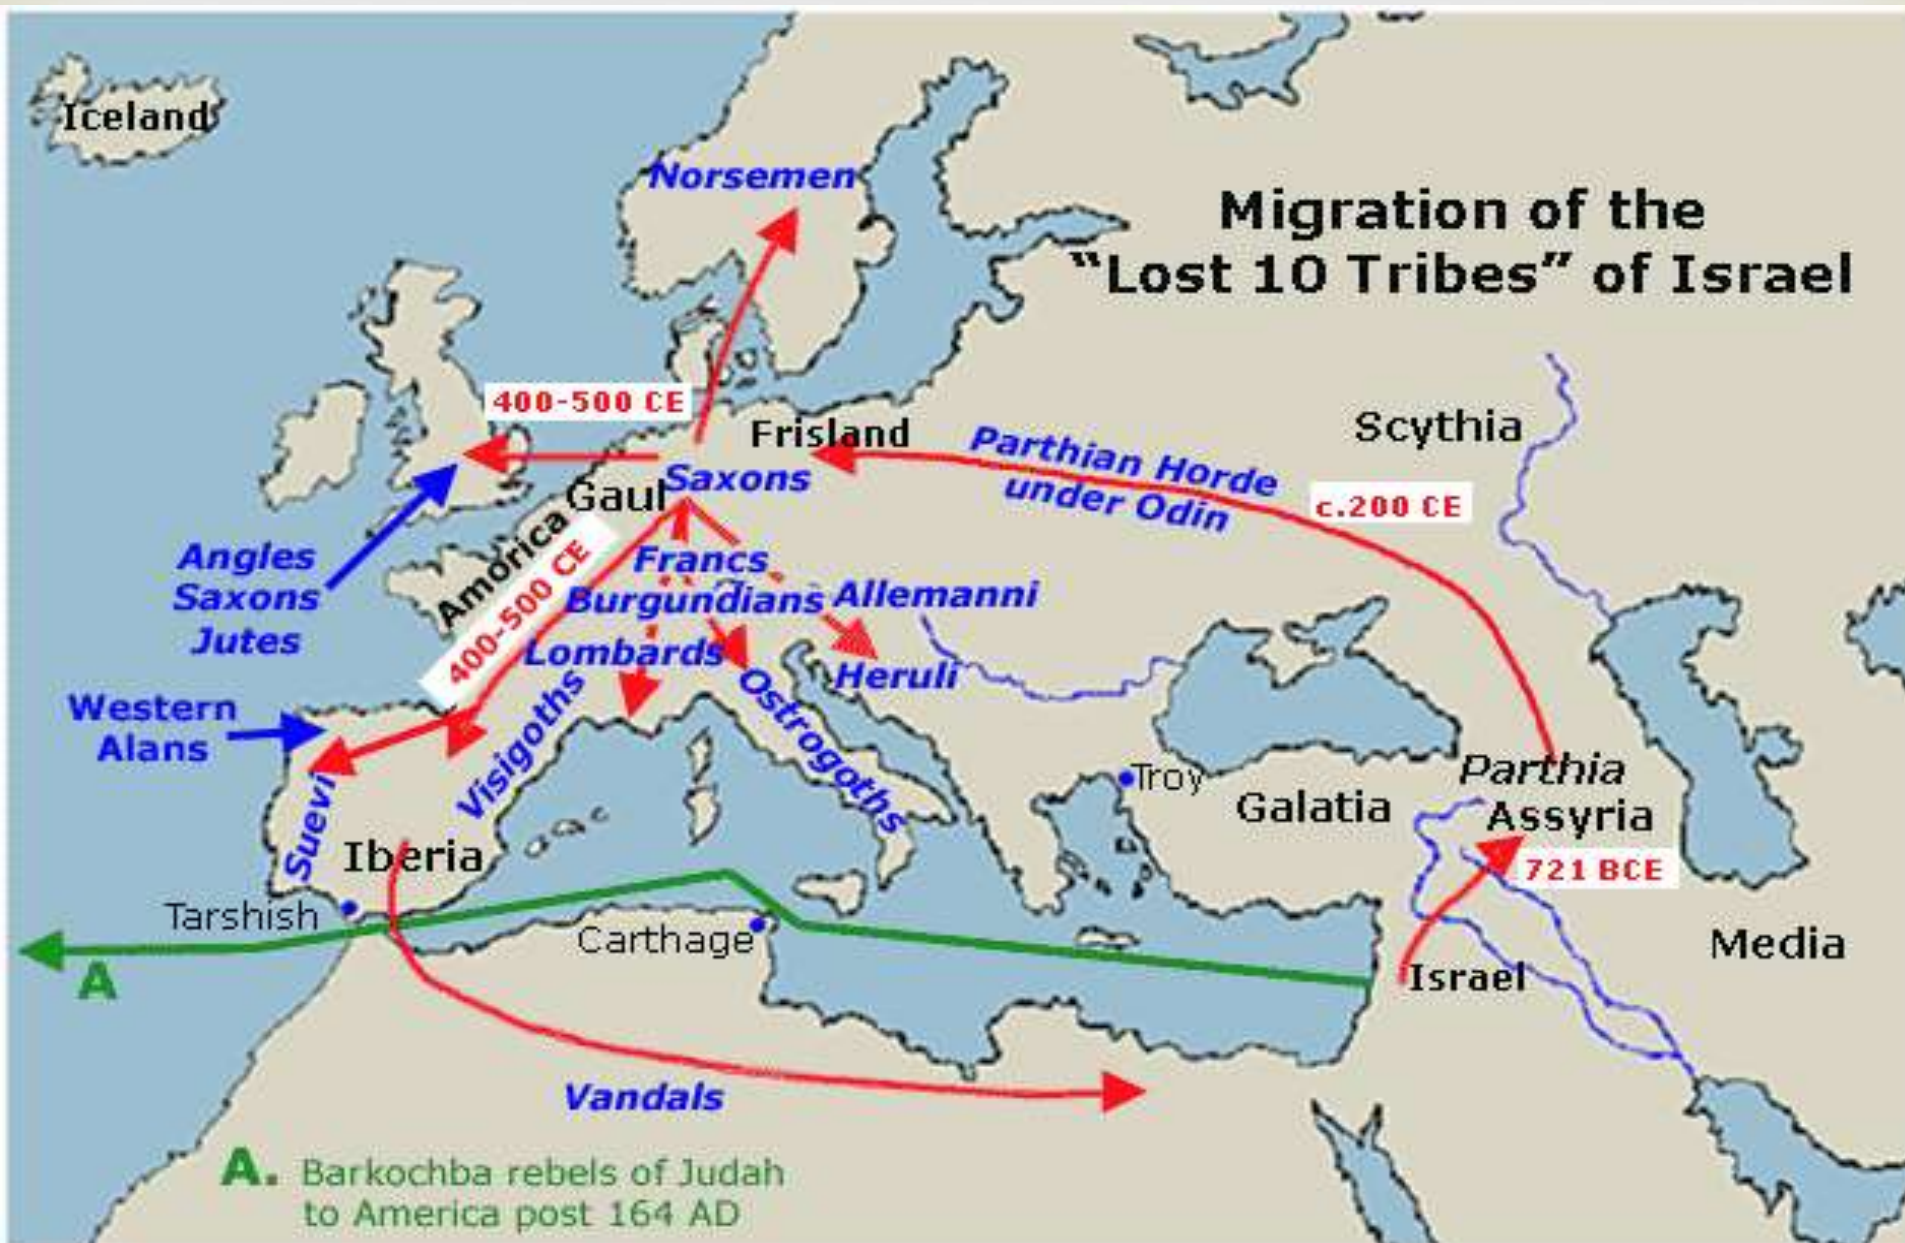 Iceland
Norsemen
Migration of the
“Lost 10 Tribes” of Israel
400-500 CE
Frisland
Scythia
Parthian Horde
under Odin
c.200 CE
Saxons
Gaul
Amorica
400-500 CE
Angles
Saxons
Jutes
Francs
Burgundians
Allemanni
Lombards
Heruli
Western
Alans
Visigoths
Ostrogoths
Suevi
Iberia
Troy
Galatia
Parthia
Assyria
721 BCE
Tarshish
Carthage
Media
Israel
A
Vandals
A. Barkochba rebels of Judah
to America post 164 AD